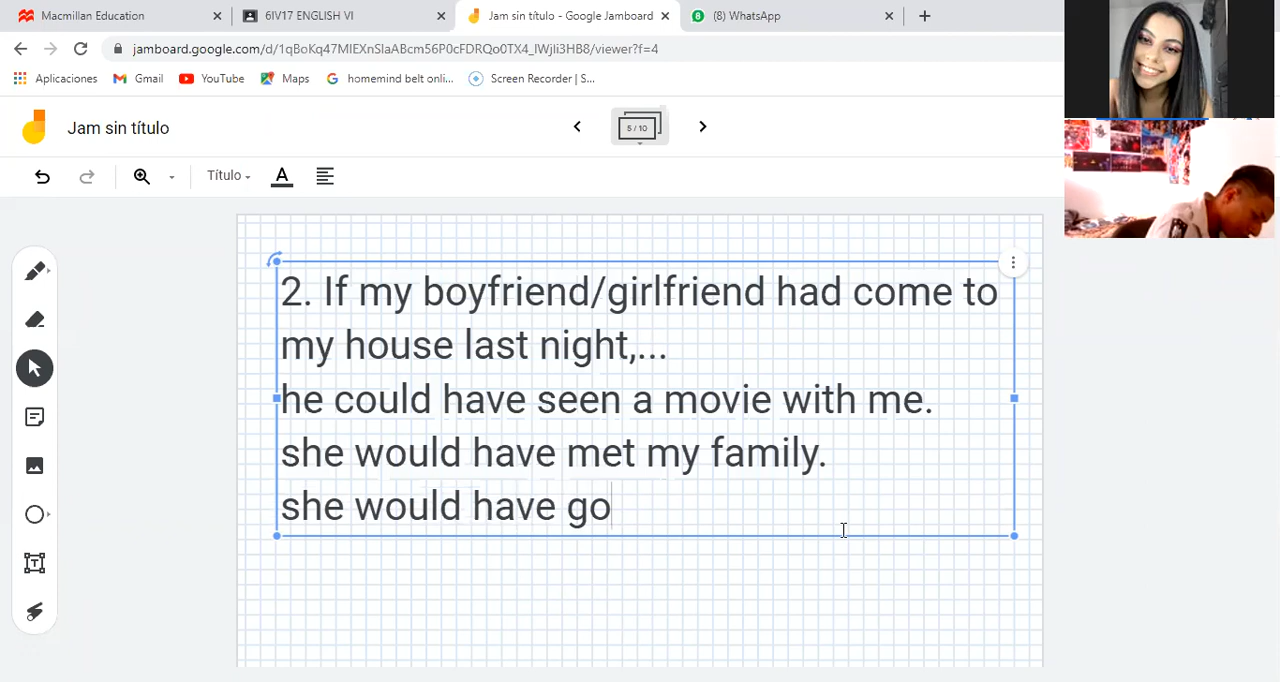 Macmillan Education
6IV17 ENGLISH VI
Jam sin título - Google Jamboard
8
(8) WhatsApp
jamboard.google.com/d/1qBoKq47MIEXnSlaABcm56P0cFDRQo0TX4_IWJli3HB8/viewer?f=4
Aplicaciones
Gmail
YouTube
Maps
homemind belt onli...
Screen Recorder | S...
Jam sin título
5 / 10
Título
A
2. If my boyfriend/girlfriend had come to
my house last night,...
he could have seen a movie with me.
she would have met my family.
she would have go